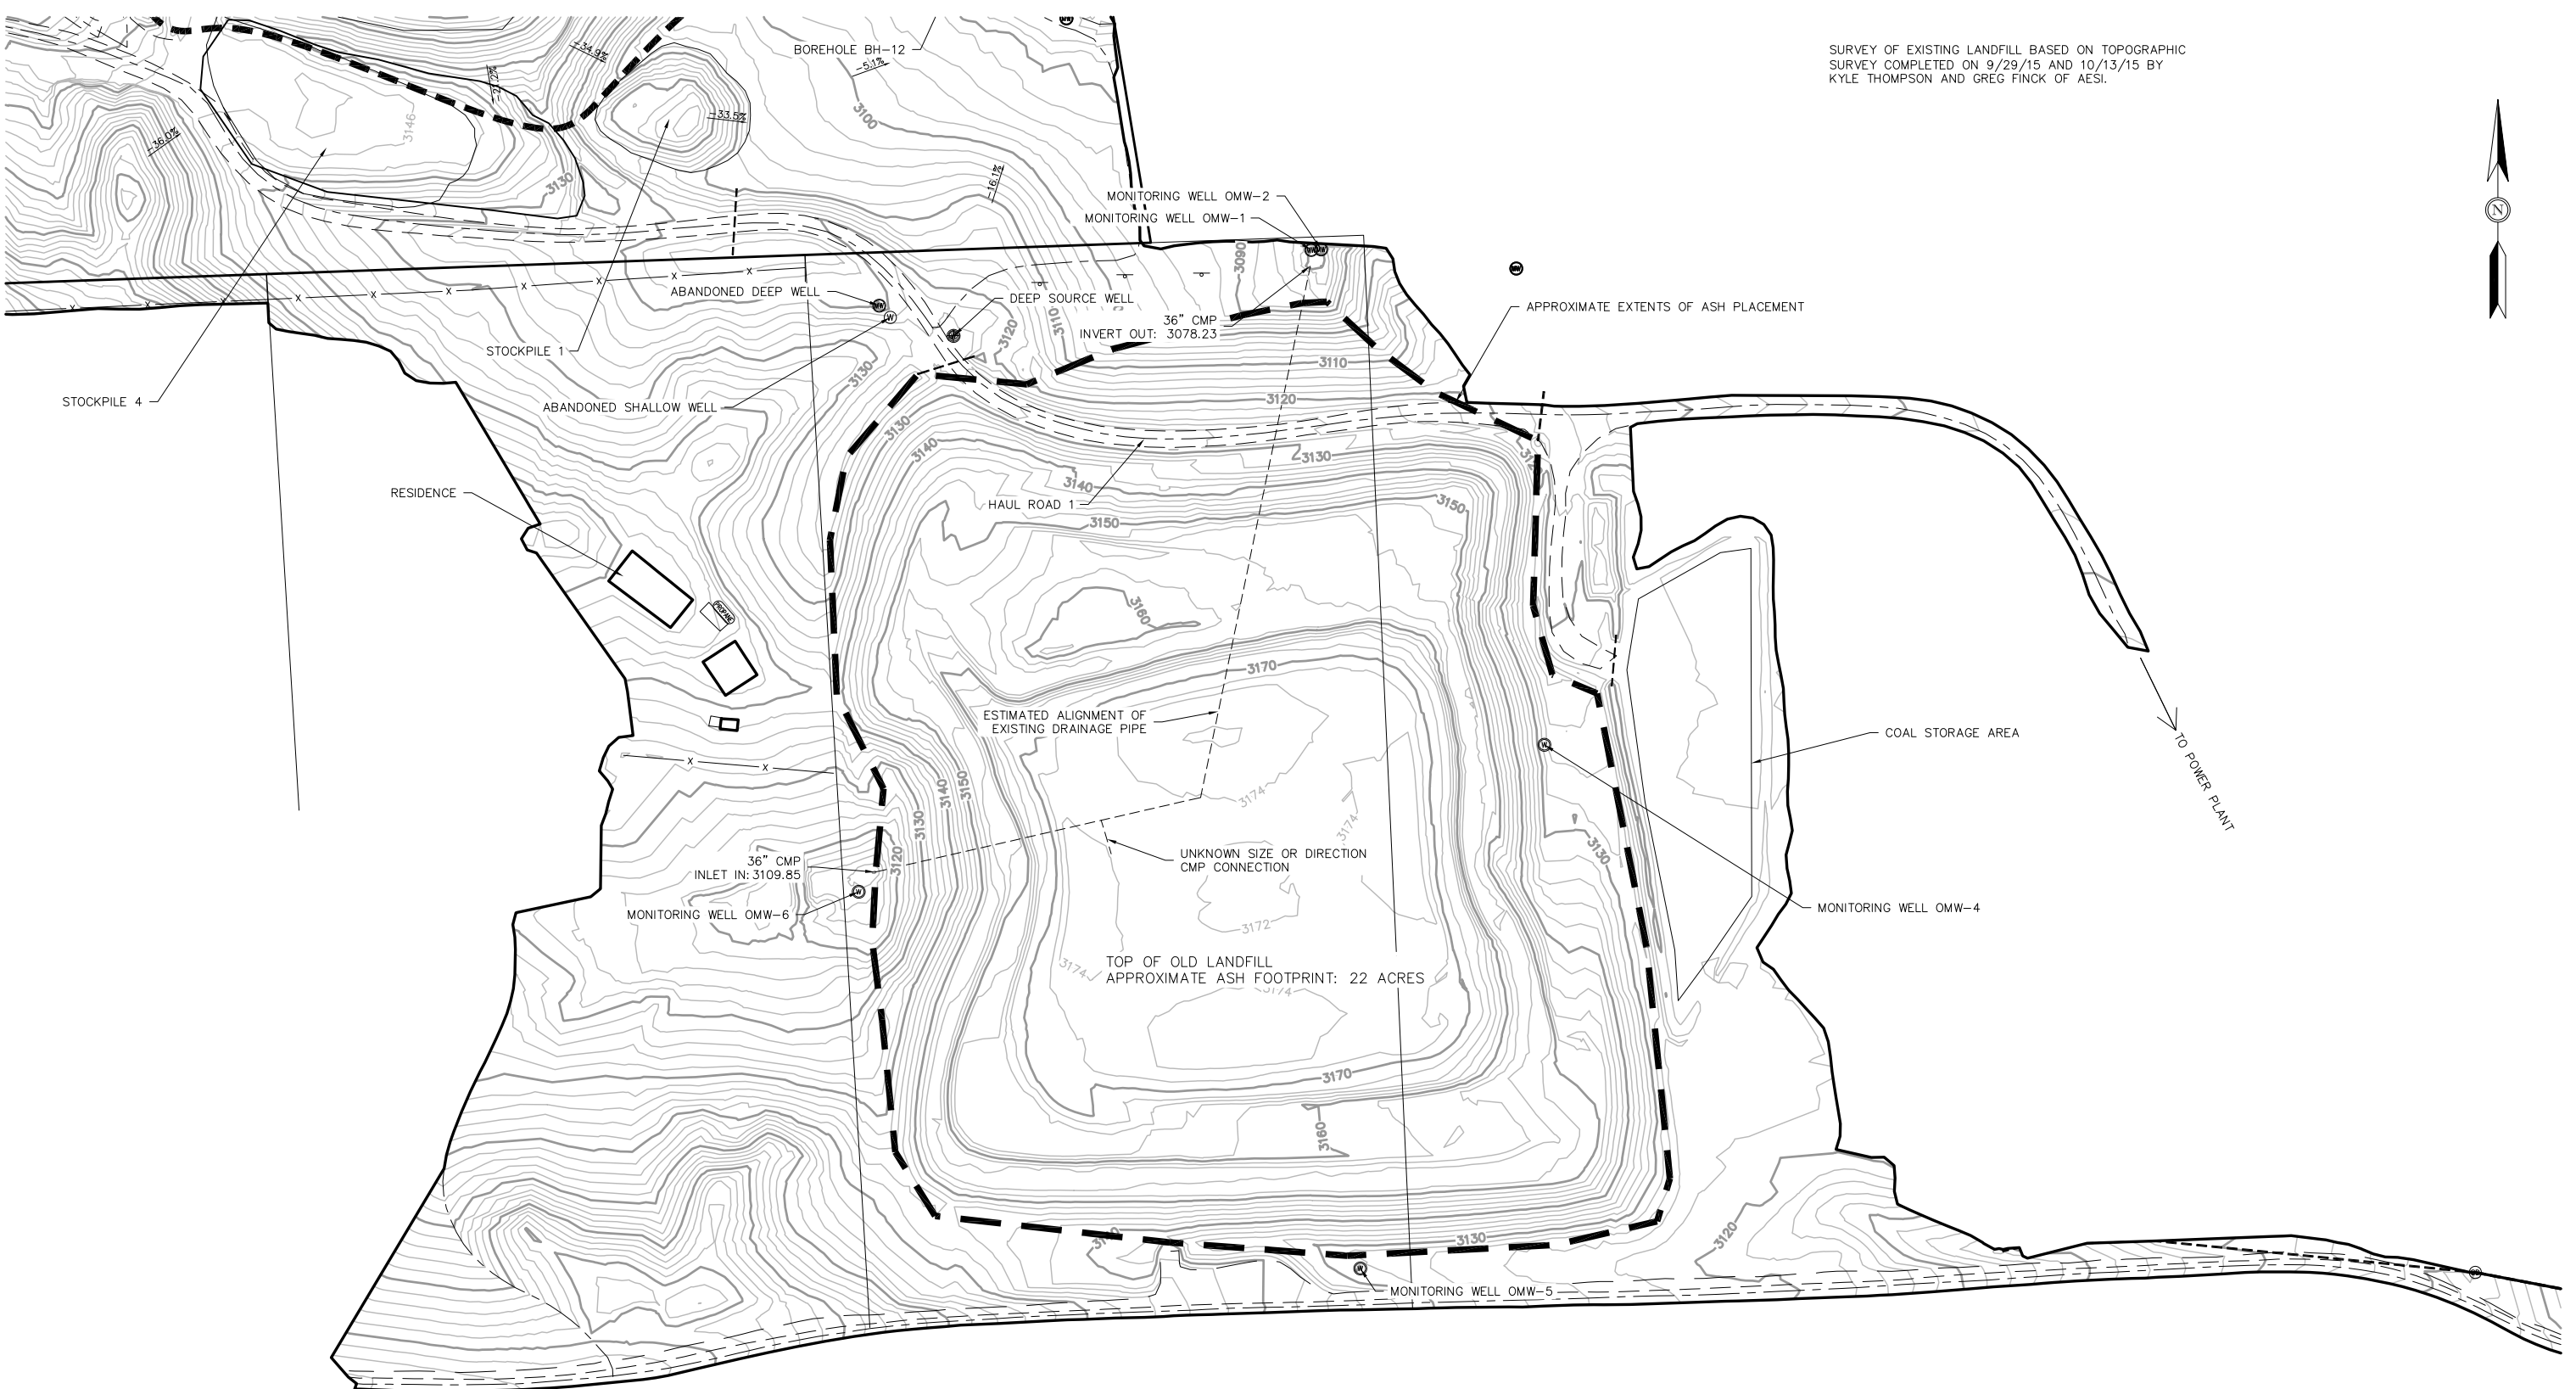 SURVEY OF EXISTING LANDFILL BASED ON TOPOGRAPHIC
SURVEY COMPLETED ON 9/29/15 AND 10/13/15 BY
KYLE THOMPSON AND GREG FINCK OF AESI.
N
BOREHOLE BH-12
-34.9%
-5.1%
-33.5%
-36.0%
-16.1%
3146
3100
3130
MONITORING WELL OMW-2
MONITORING WELL OMW-1
3090
ABANDONED DEEP WELL
DEEP SOURCE WELL
36" CMP
INVERT OUT: 3078.23
APPROXIMATE EXTENTS OF ASH PLACEMENT
3110
3120
STOCKPILE 1
3110
3130
STOCKPILE 4
ABANDONED SHALLOW WELL
3120
3130
3140
3130
RESIDENCE
3140
HAUL ROAD 1
3150
3150
PROPANE
3160
3170
ESTIMATED ALIGNMENT OF
EXISTING DRAINAGE PIPE
COAL STORAGE AREA
TO POWER PLANT
3140
3150
3174
3130
3174
3130
3120
UNKNOWN SIZE OR DIRECTION
CMP CONNECTION
36" CMP
INLET IN: 3109.85
MONITORING WELL OMW-6
MONITORING WELL OMW-4
3172
3174
TOP OF OLD LANDFILL
APPROXIMATE ASH FOOTPRINT: 22 ACRES
3174
3170
3160
3120
3130
MONITORING WELL OMW-5